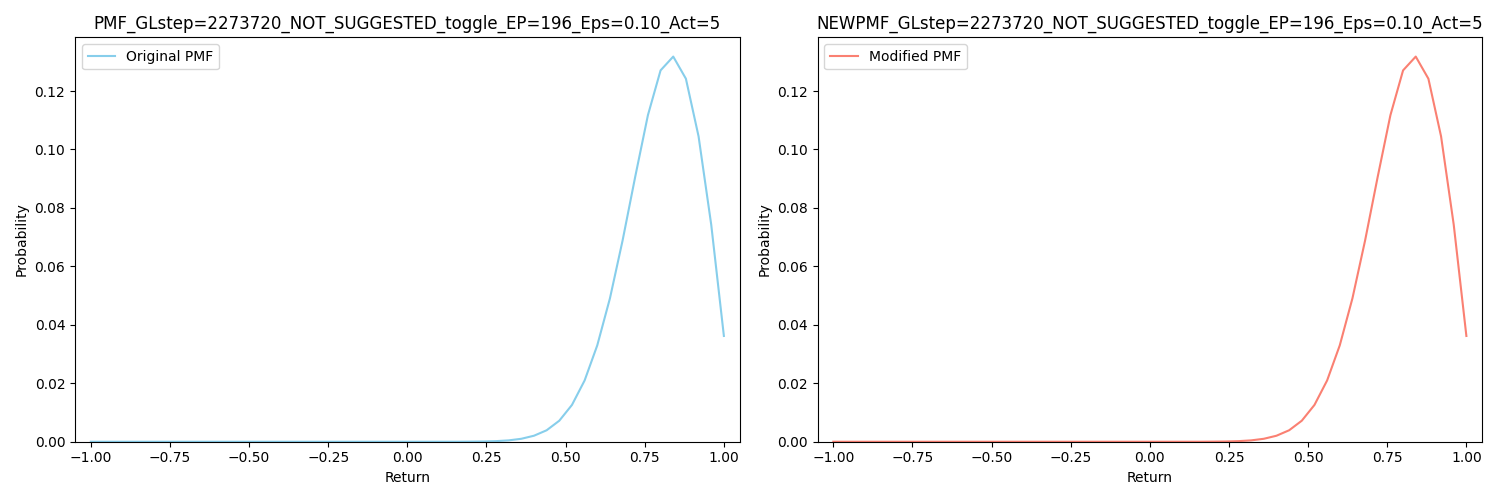 PMF_GLstep=2273720_NOT_SUGGESTED_toggle_EP=196_Eps=0.10_Act=5
Original PMF
Probability
0.12
0.10
0.08
0.06
0.04
0.02
0.00
−1.00 −0.75 −0.50 −0.25 0.00 0.25 0.50 0.75 1.00
Return
NEWPMF_GLstep=2273720_NOT_SUGGESTED_toggle_EP=196_Eps=0.10_Act=5
Modified PMF
Probability
0.12
0.10
0.08
0.06
0.04
0.02
0.00
−1.00 −0.75 −0.50 −0.25 0.00 0.25 0.50 0.75 1.00
Return